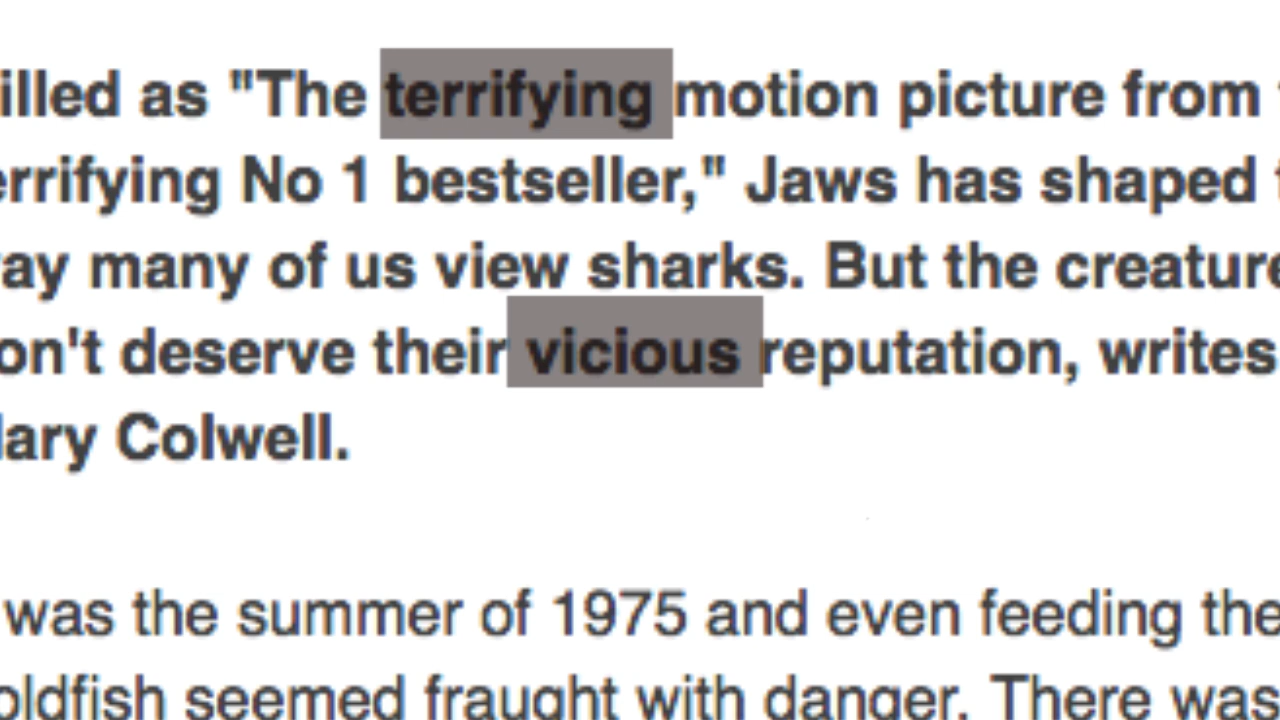 illed as "The terrifying motion picture from
errifying No 1 bestseller," Jaws has shaped
ay many of us view sharks. But the creature
on't deserve their vicious reputation, writes
ary Colwell.
was the summer of 1975 and even feeding the
oldfish seemed fraught with danger. There was